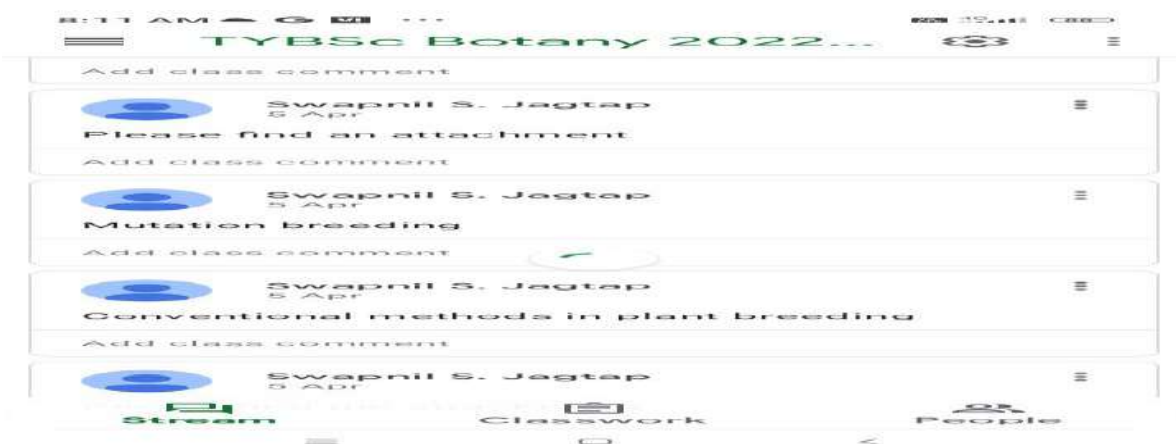 8:11 AM G Vi ...
TYBSc Botany 2022...
Add class comment
Swapnil S. Jagtap
5 Apr
Please find an attachment
Add class comment
Swapnil S. Jagtap
5 Apr
Mutation breeding
Add class comment
Swapnil S. Jagtap
5 Apr
Conventional methods in plant breeding
Add class comment
Swapnil S. Jagtap
5 Apr
Stream Classwork People